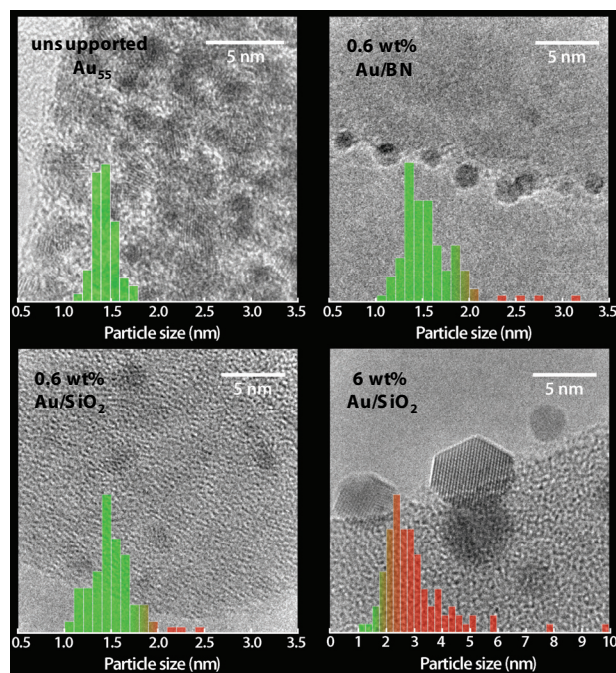 uns upported
Au₅₅
5 nm
0.5 1.0 1.5 2.0 2.5 3.0 3.5
Particle size (nm)
0.6 wt%
Au/BN
5 nm
0.5 1.0 1.5 2.0 2.5 3.0 3.5
Particle size (nm)
0.6 wt%
Au/SiO₂
5 nm
0.5 1.0 1.5 2.0 2.5 3.0 3.5
Particle size (nm)
6 wt%
Au/SiO₂
5 nm
0 1 2 3 4 5 6 7 8 9 10
Particle size (nm)